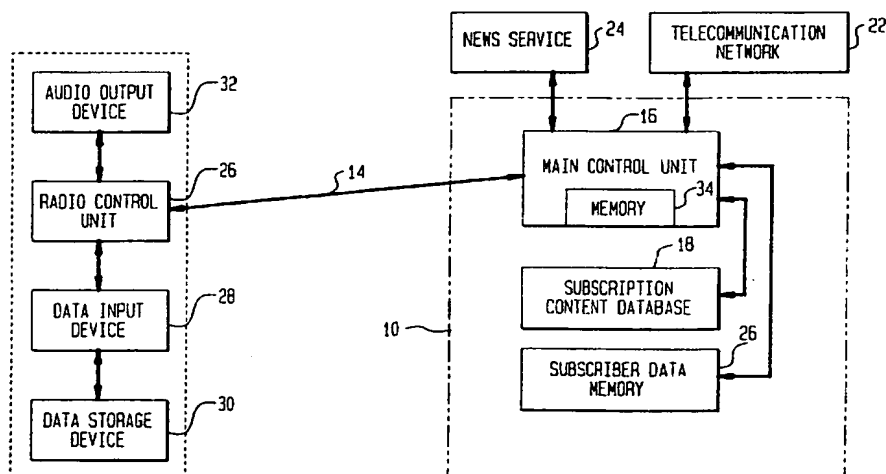 NEWS SERVICE
24
TELECOMMUNICATION
NETWORK
22
AUDIO OUTPUT
DEVICE
32
16
MAIN CONTROL UNIT
MEMORY
34
26
RADIO CONTROL
UNIT
14
18
SUBSCRIPTION
CONTENT DATABASE
28
DATA INPUT
DEVICE
10
26
SUBSCRIBER DATA
MEMORY
30
DATA STORAGE
DEVICE